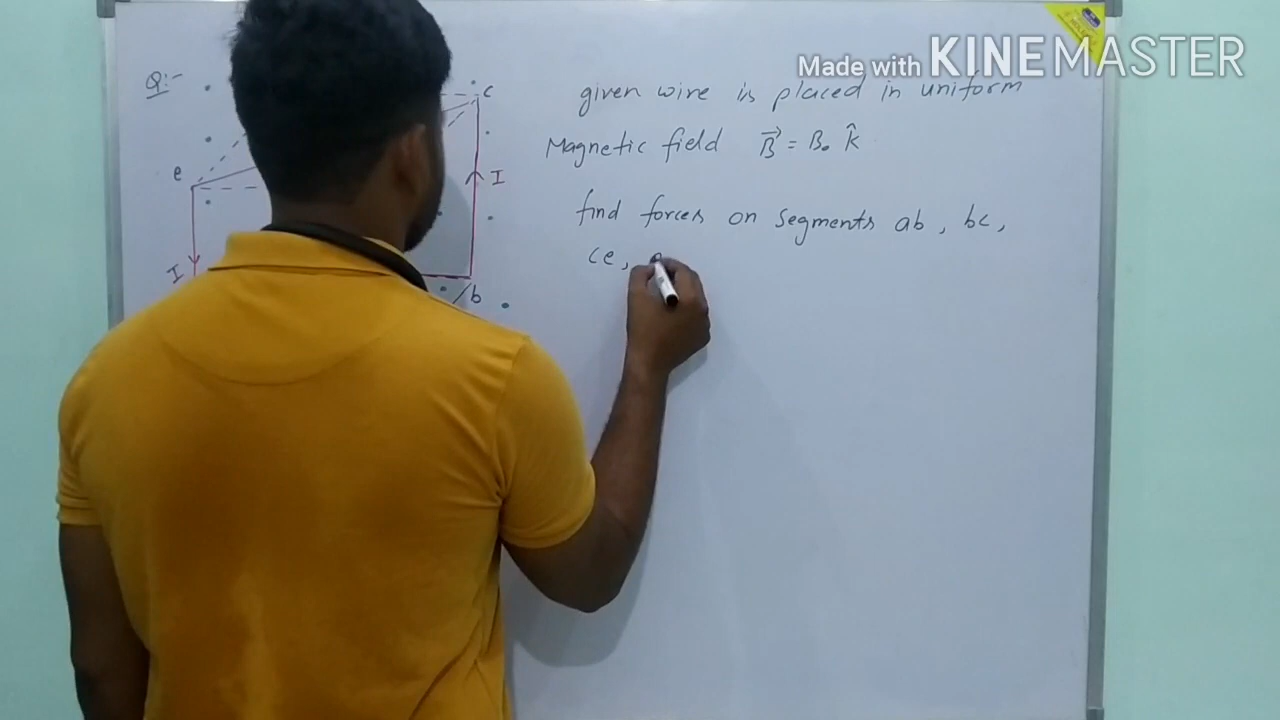 Made with KINEMASTER
Q:-
c
given wire is placed in uniform
Magnetic field B⃗ = B₀ k̂
e
I
find forces on segments ab, bc,
ce,
I
b